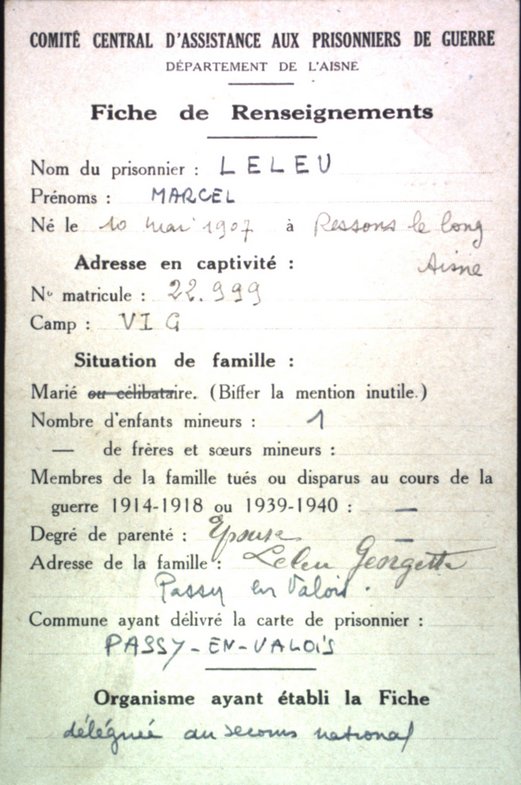 COMITÉ CENTRAL D'ASSISTANCE AUX PRISONNIERS DE GUERRE
DÉPARTEMENT DE L'AISNE
Fiche de Renseignements
Nom du prisonnier : LELEU
Prénoms : MARCEL
Né le 10 mai 1907 à Ressons le long
Aisne
Adresse en captivité :
No matricule : 22.999
Camp : VI G
Situation de famille :
Marié ou célibataire. (Biffer la mention inutile.)
Nombre d'enfants mineurs : 1
— de frères et sœurs mineurs :
Membres de la famille tués ou disparus au cours de la
guerre 1914-1918 ou 1939-1940 : —
Degré de parenté : Epouse —
Adresse de la famille : Leleu Georgette
Passy en Valois.
Commune ayant délivré la carte de prisonnier :
PASSY-EN-VALOIS
Organisme ayant établi la Fiche
déléguée au secours national